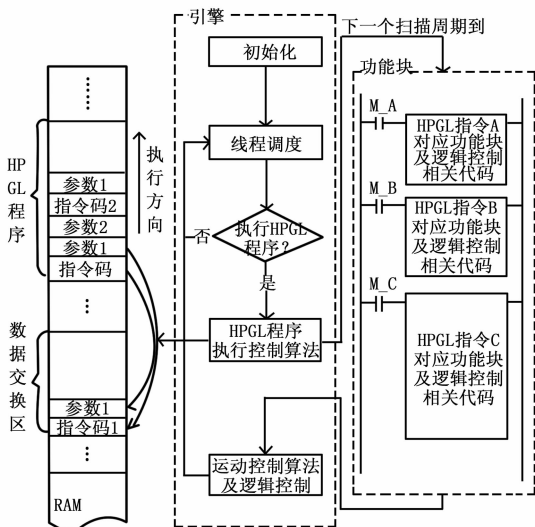 引擎
下一个扫描周期到
初始化
功能块
……
M_A
HPGL指令A
对应功能块
及逻辑控制
相关代码
HPGL程序
执行方向
线程调度
参数1
指令码2
参数2
参数1
指令码
M_B
HPGL指令B
对应功能块
及逻辑控制
相关代码
否
执行HPGL
程序?
是
…
M_C
HPGL指令C
对应功能块
及逻辑控制
相关代码
HPGL程序
执行控制算法
数据交换区
参数1
指令码1
…
运动控制算法
及逻辑控制
RAM